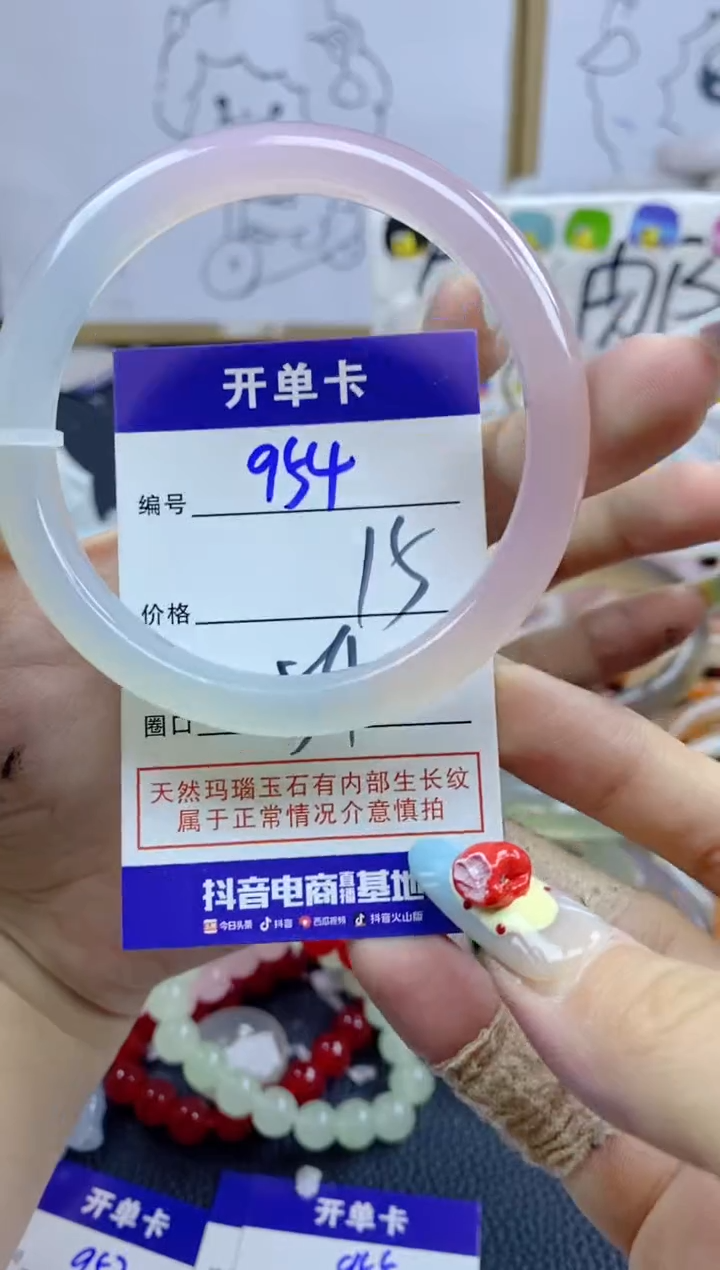 开单卡
编号 954
价格 15
圈口
天然玛瑙玉石有内部生长纹
属于正常情况介意慎拍
抖音电商直播基地
今日头条 抖音 西瓜视频 抖音火山版
开单卡
开单卡